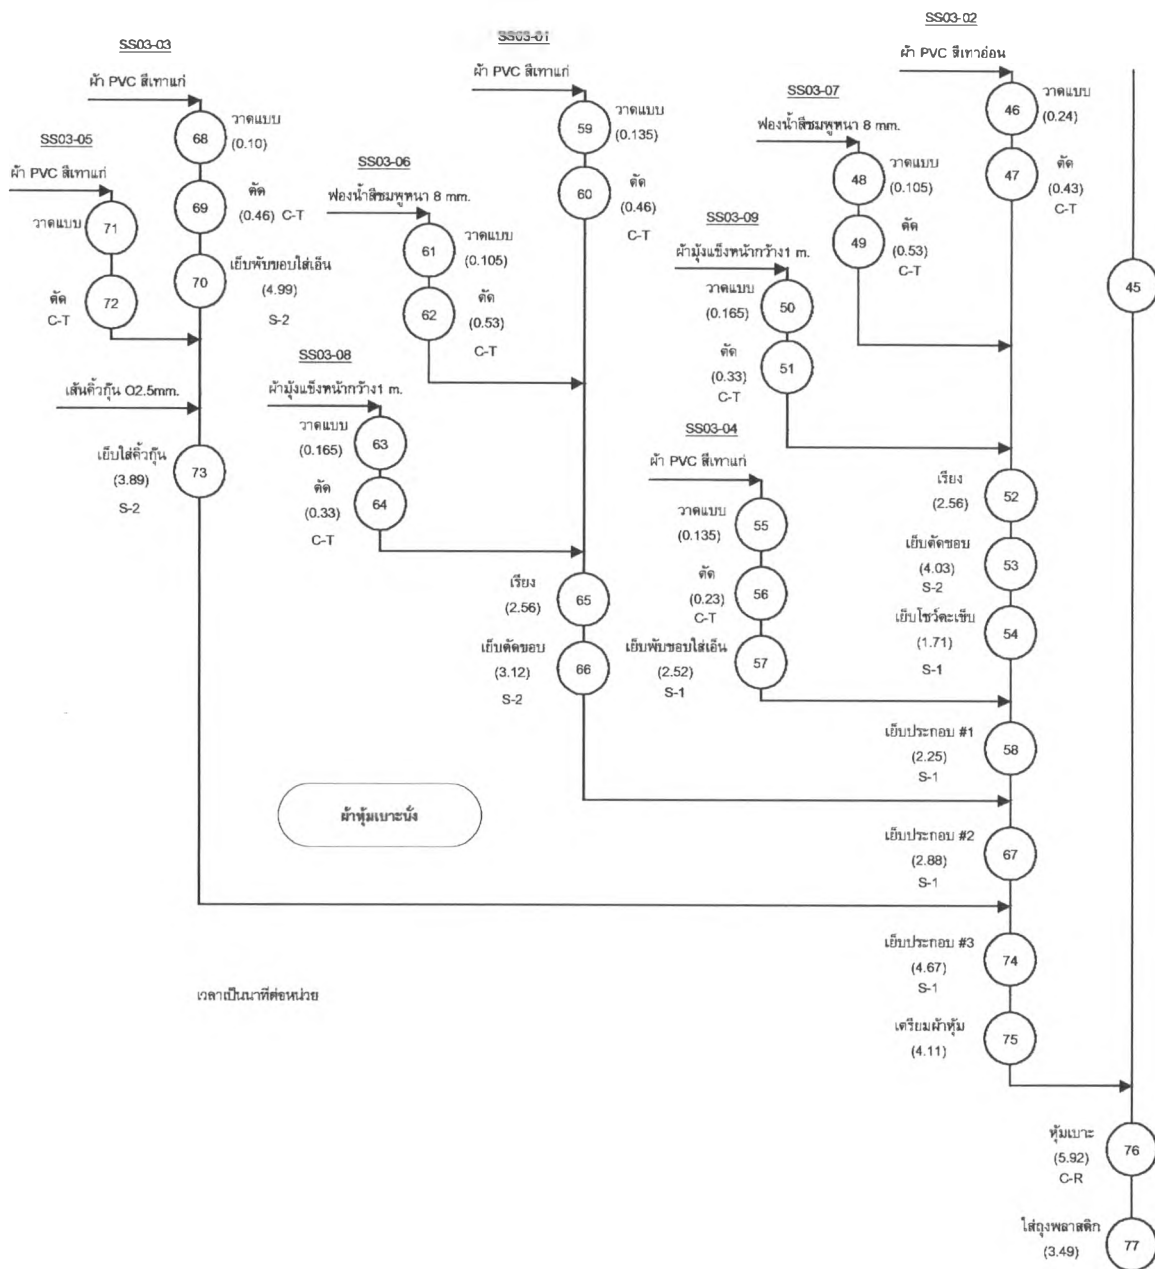 SS03-03
ผ้า PVC สีเทาแก่
68
วาดแบบ
(0.10)
69
ตัด
(0.46) C-T
70
เย็บพับขอบใส่เอ็น
(4.99)
S-2
SS03-05
ผ้า PVC สีเทาแก่
วาดแบบ
71
ตัด
C-T
72
เส้นคิ้วกุ๊น O2.5mm.
เย็บใส่คิ้วกุ๊น
(3.89)
S-2
73
SS03-01
ผ้า PVC สีเทาแก่
59
วาดแบบ
(0.135)
60
ตัด
(0.46)
C-T
SS03-06
ฟองน้ำสีชมพูหนา 8 mm.
61
วาดแบบ
(0.105)
62
ตัด
(0.53)
C-T
SS03-08
ผ้ามุ้งแข็งหน้ากว้าง1 m.
วาดแบบ
(0.165)
63
ตัด
(0.33)
C-T
64
เรียง
(2.56)
65
เย็บตัดขอบ
(3.12)
S-2
66
SS03-02
ผ้า PVC สีเทาอ่อน
46
วาดแบบ
(0.24)
47
ตัด
(0.43)
C-T
SS03-07
ฟองน้ำสีชมพูหนา 8 mm.
48
วาดแบบ
(0.105)
49
ตัด
(0.53)
C-T
SS03-09
ผ้ามุ้งแข็งหน้ากว้าง1 m.
วาดแบบ
(0.165)
50
ตัด
(0.33)
C-T
51
เรียง
(2.56)
52
เย็บตัดขอบ
(4.03)
S-2
53
เย็บโชว์ตะเข็บ
(1.71)
S-1
54
SS03-04
ผ้า PVC สีเทาแก่
วาดแบบ
(0.135)
55
ตัด
(0.23)
C-T
56
เย็บพับขอบใส่เอ็น
(2.52)
S-1
57
เย็บประกอบ #1
(2.25)
S-1
58
เย็บประกอบ #2
(2.88)
S-1
67
เย็บประกอบ #3
(4.67)
S-1
74
เตรียมผ้าหุ้ม
(4.11)
75
45
หุ้มเบาะ
(5.92)
C-R
76
ใส่ถุงพลาสติก
(3.49)
77
ผ้าหุ้มเบาะนั่ง
เวลาเป็นนาทีต่อหน่วย